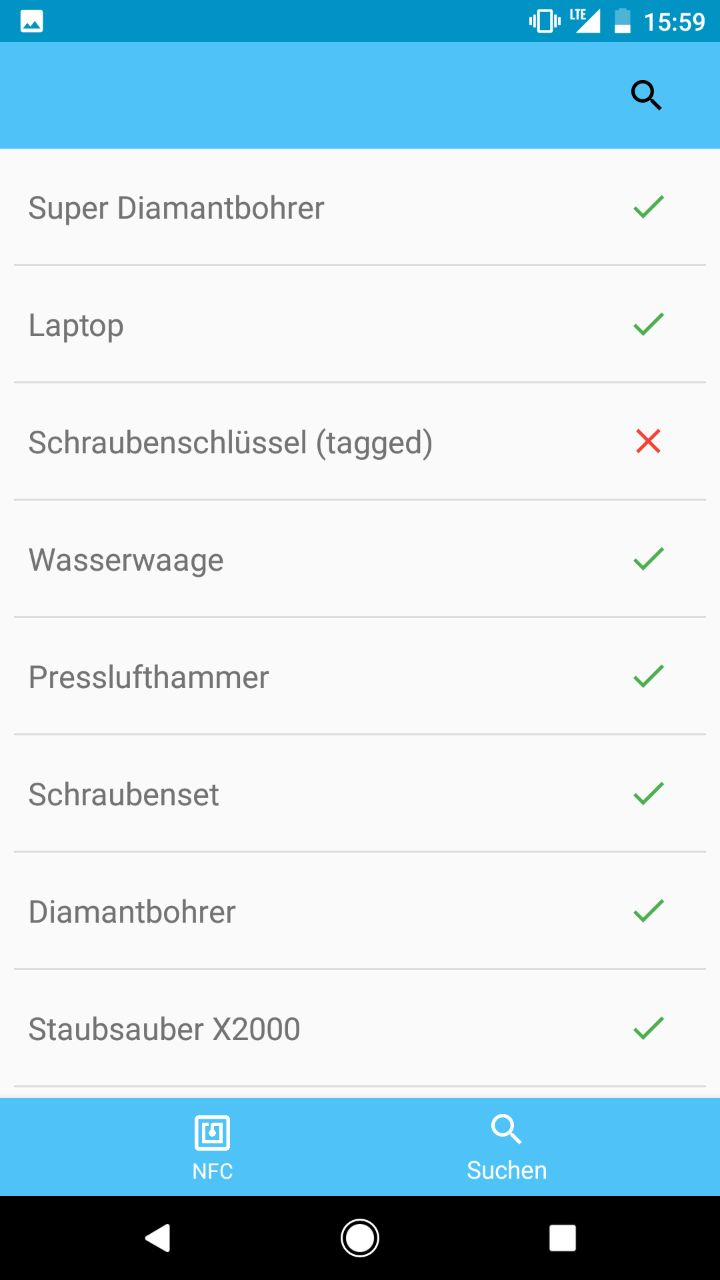 LTE 15:59
Super Diamantbohrer
Laptop
Schraubenschlüssel (tagged)
Wasserwaage
Presslufthammer
Schraubenset
Diamantbohrer
Staubsauber X2000
NFC Suchen